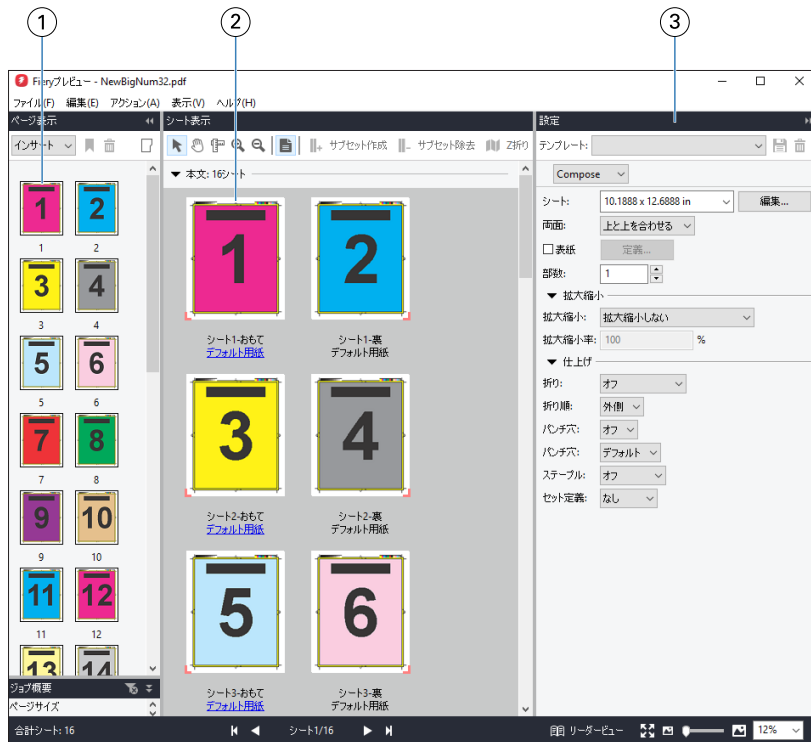 1 2 3
Fieryプレビュー - NewBigNum32.pdf
ファイル(F) 編集(E) アクション(A) 表示(V) ヘルプ(H)
ページ表示
シート表示
設定
インサート
サブセット作成 サブセット除去 Z折り
テンプレート:
本文: 16シート
Compose
シート: 10.1888 x 12.6888 in 編集...
両面: 上と上を合わせる
表紙 定義...
部数: 1
拡大縮小
拡大縮小: 拡大縮小しない
拡大縮小率: 100 %
仕上げ
折り: オフ
折り順: 外側
パンチ穴: オフ
パンチ穴: デフォルト
ステープル: オフ
セット定義: なし
1 2
1 2
3 4
3 4
5 6
5 6
7 8
7 8
9 10
9 10
11 12
11 12
13 14
1 2
シート1-おもて シート1-裏
デフォルト用紙 デフォルト用紙
3 4
シート2-おもて シート2-裏
デフォルト用紙 デフォルト用紙
5 6
シート3-おもて シート3-裏
デフォルト用紙 デフォルト用紙
ジョブ概要
ページサイズ
合計シート: 16
シート1/16
リーダービュー
12%